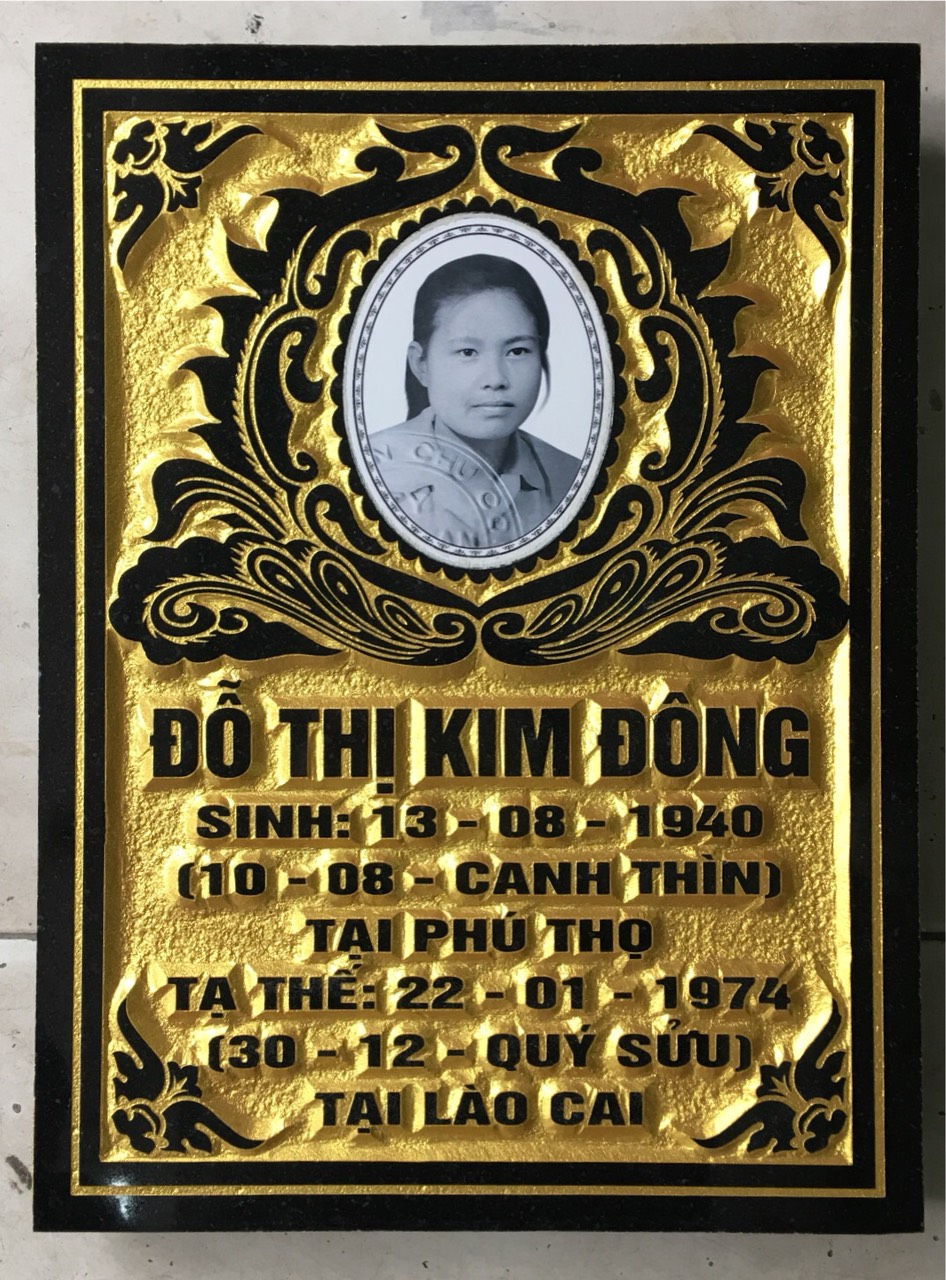 ĐỖ THỊ KIM ĐÔNG
SINH: 13 - 08 - 1940
(10 - 08 - CANH THÌN)
TẠI PHÚ THỌ
TẠ THẾ: 22 - 01 - 1974
(30 - 12 - QUÝ SỬU)
TẠI LÀO CAI